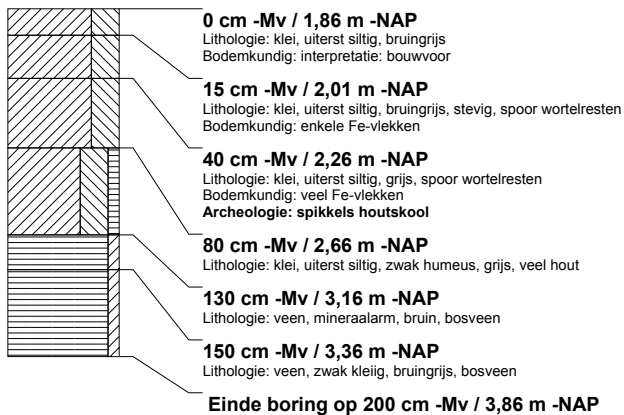 0 cm -Mv / 1,86 m -NAP
Lithologie: klei, uiterst siltig, bruingrijs
Bodemkundig: interpretatie: bouwvoor
15 cm -Mv / 2,01 m -NAP
Lithologie: klei, uiterst siltig, bruingrijs, stevig, spoor wortelresten
Bodemkundig: enkele Fe-vlekken
40 cm -Mv / 2,26 m -NAP
Lithologie: klei, uiterst siltig, grijs, spoor wortelresten
Bodemkundig: veel Fe-vlekken
Archeologie: spikkels houtskool
80 cm -Mv / 2,66 m -NAP
Lithologie: klei, uiterst siltig, zwak humeus, grijs, veel hout
130 cm -Mv / 3,16 m -NAP
Lithologie: veen, mineraalarm, bruin, bosveen
150 cm -Mv / 3,36 m -NAP
Lithologie: veen, zwak kleiig, bruingrijs, bosveen
Einde boring op 200 cm -Mv / 3,86 m -NAP